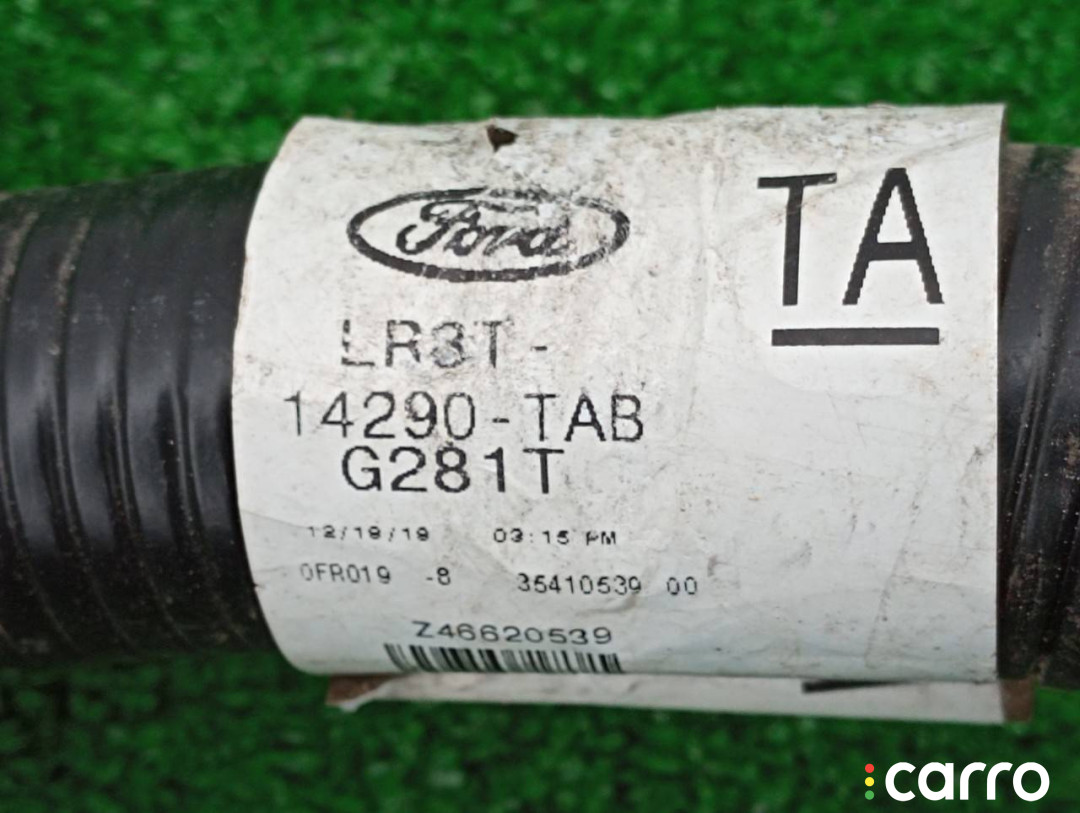 Ford
TA
LR3T-
14290-TAB
G281T
12/19/19 03:15 PM
0FR019 -8 35410539 00
Z46620539
carro